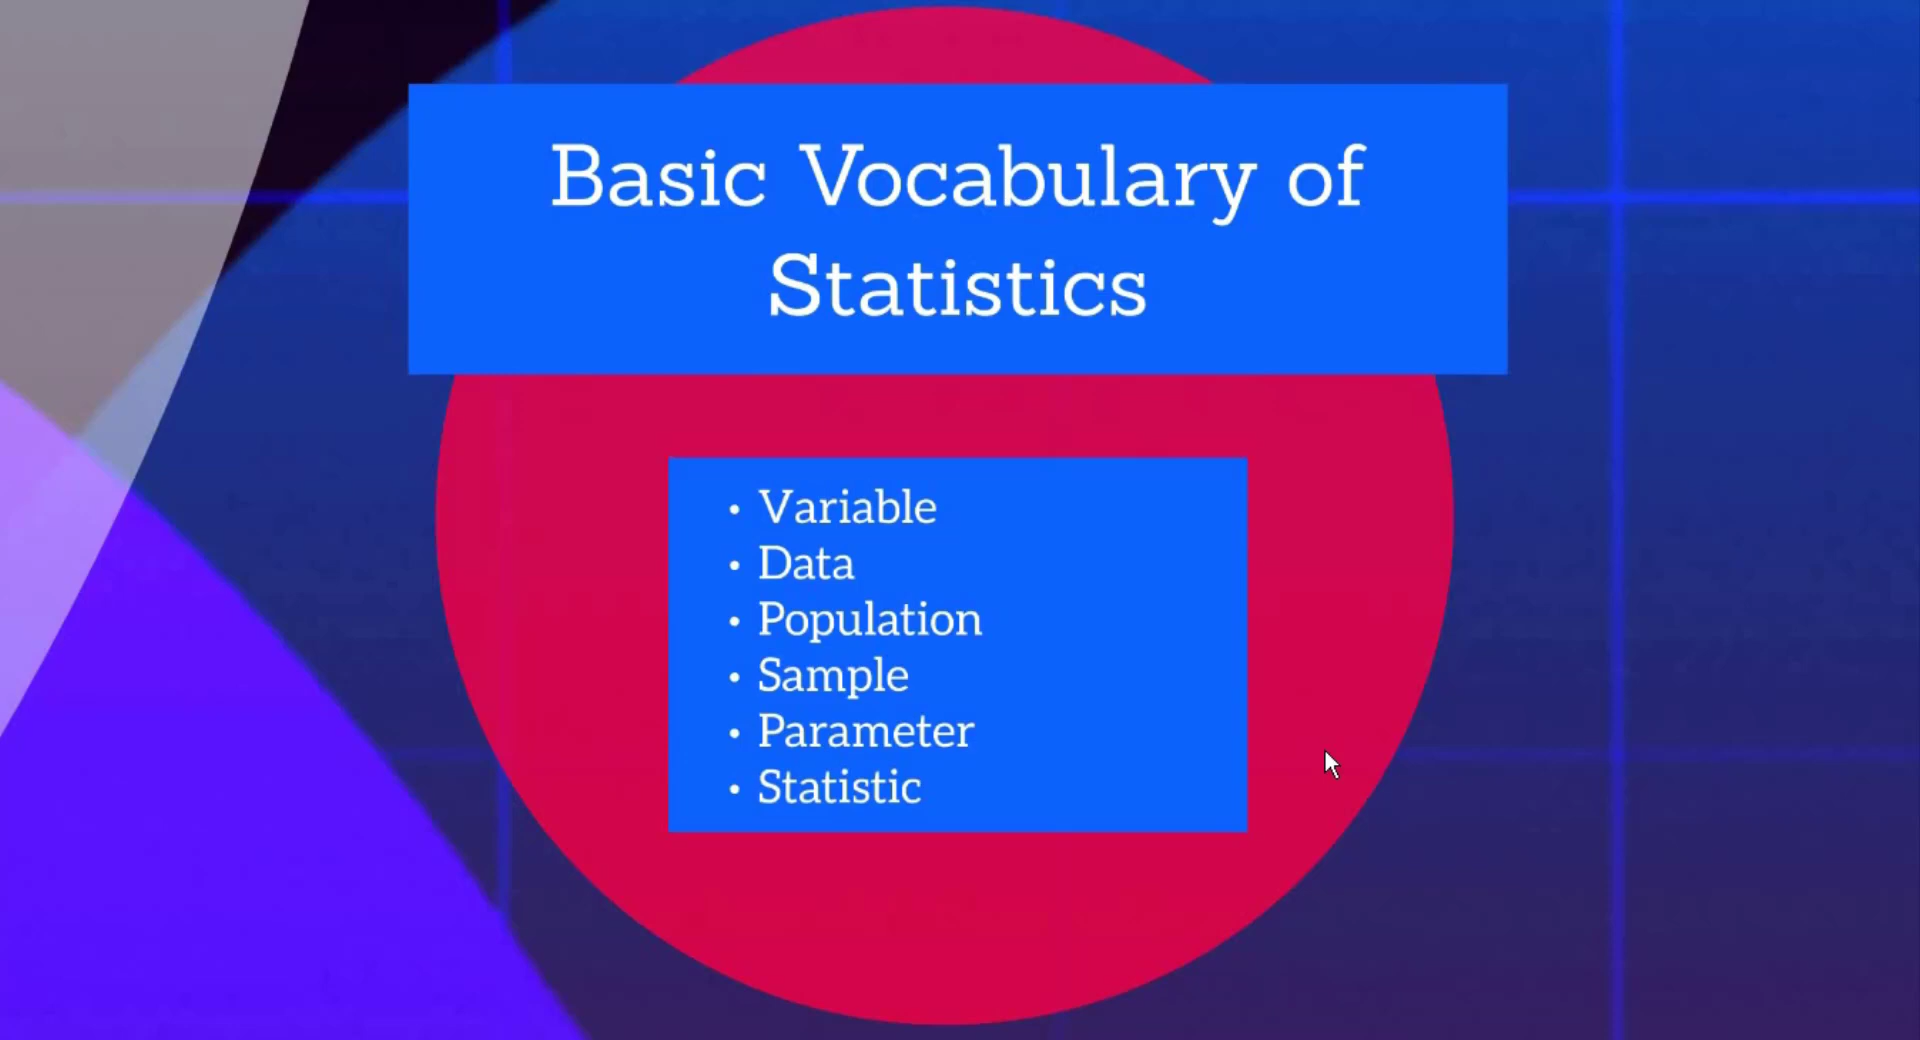 Basic Vocabulary of
Statistics
• Variable
• Data
• Population
• Sample
• Parameter
• Statistic